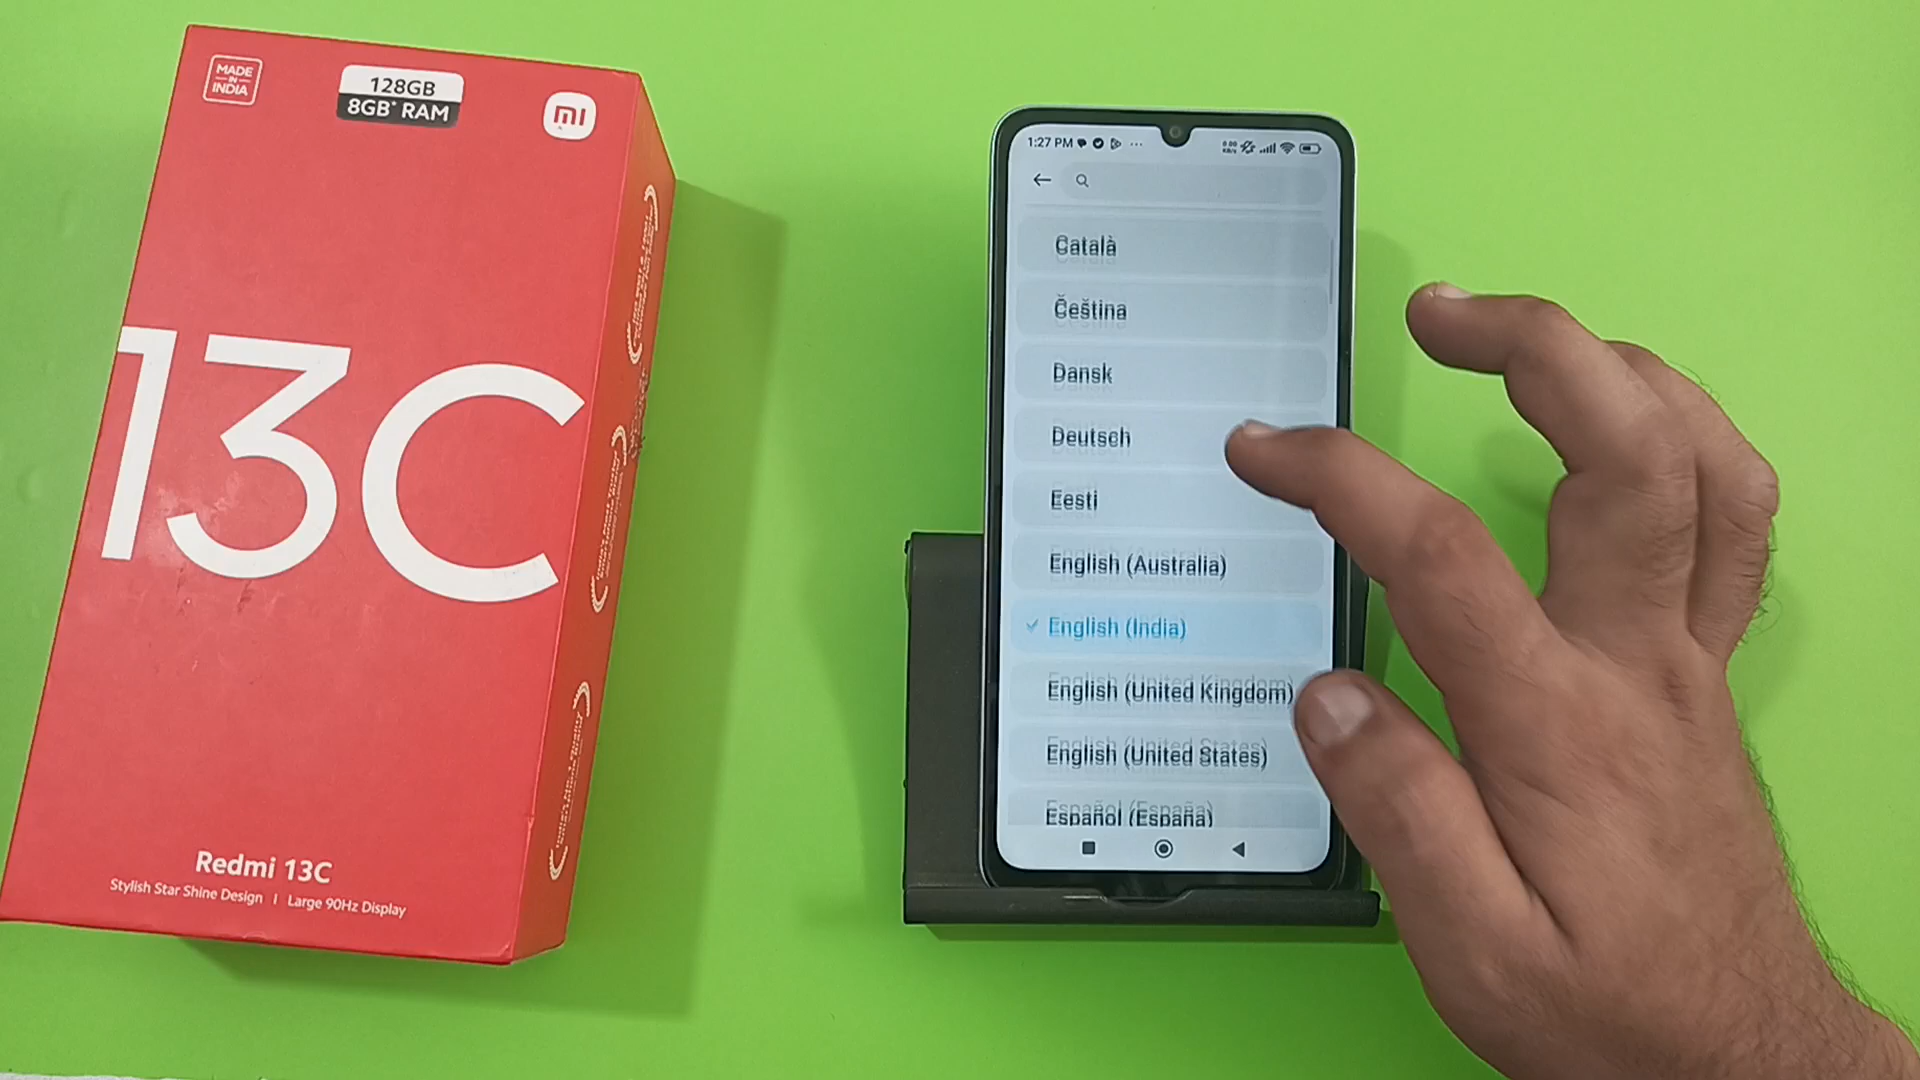 MADE
IN
INDIA
128GB
8GB* RAM
mi
13C
Redmi 13C
Stylish Star Shine Design | Large 90Hz Display
1:27 PM
Català
Čeština
Dansk
Deutsch
Eesti
English (Australia)
English (India)
English (United Kingdom)
English (United States)
Español (España)